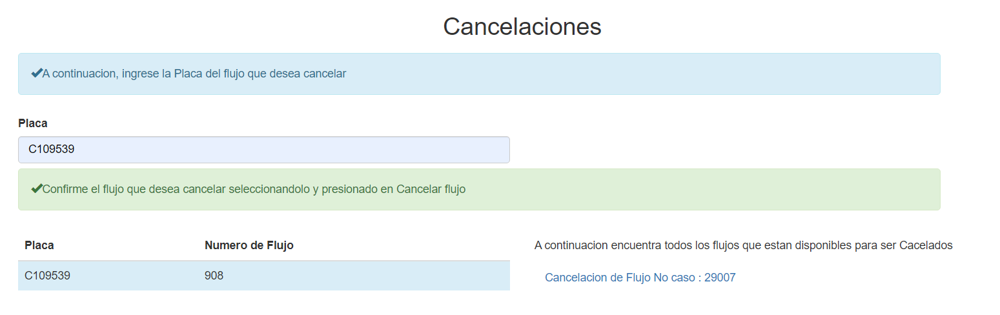 Cancelaciones
A continuacion, ingrese la Placa del flujo que desea cancelar
Placa
C109539
Confirme el flujo que desea cancelar seleccionandolo y presionado en Cancelar flujo
Placa Numero de Flujo
C109539 908
A continuacion encuentra todos los flujos que estan disponibles para ser Cacelados
Cancelacion de Flujo No caso : 29007